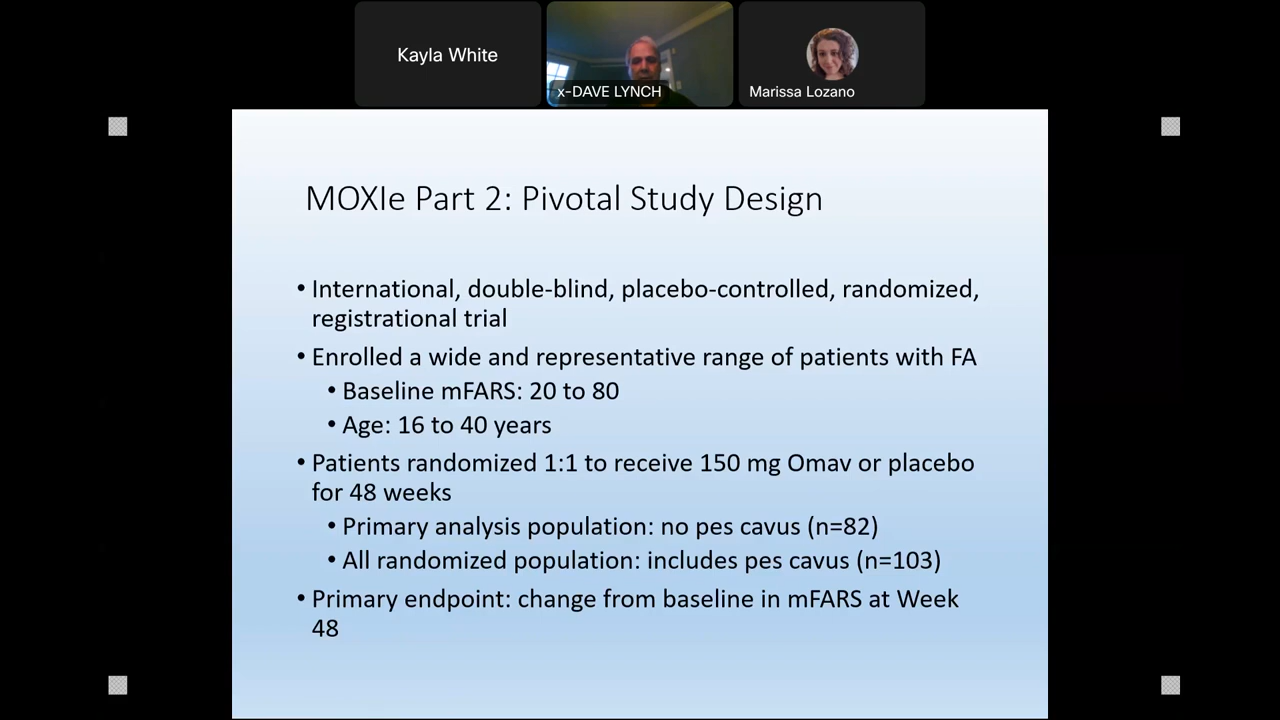 Kayla White
x-DAVE LYNCH
Marissa Lozano
MOXIe Part 2: Pivotal Study Design
• International, double-blind, placebo-controlled, randomized,
registrational trial
• Enrolled a wide and representative range of patients with FA
• Baseline mFARS: 20 to 80
• Age: 16 to 40 years
• Patients randomized 1:1 to receive 150 mg Omav or placebo
for 48 weeks
• Primary analysis population: no pes cavus (n=82)
• All randomized population: includes pes cavus (n=103)
• Primary endpoint: change from baseline in mFARS at Week
48